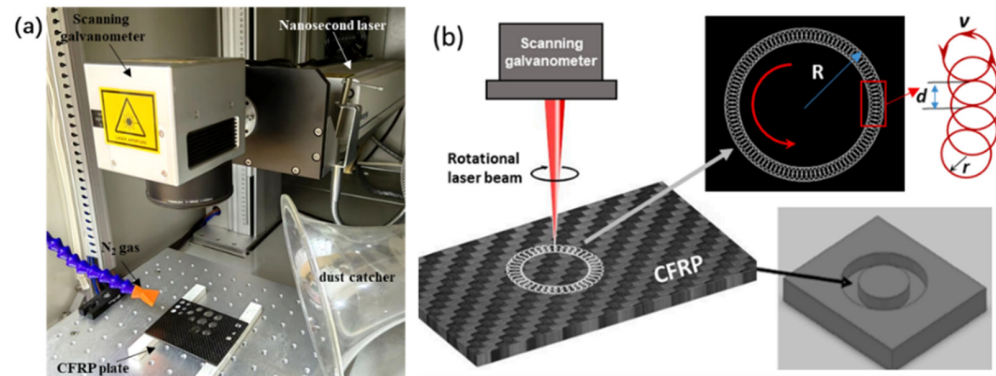 (a)
Scanning
galvanometer
Nanosecond laser
N2 gas
dust catcher
CFRP plate
(b)
Scanning
galvanometer
Rotational
laser beam
CFRP
R
v
d
r